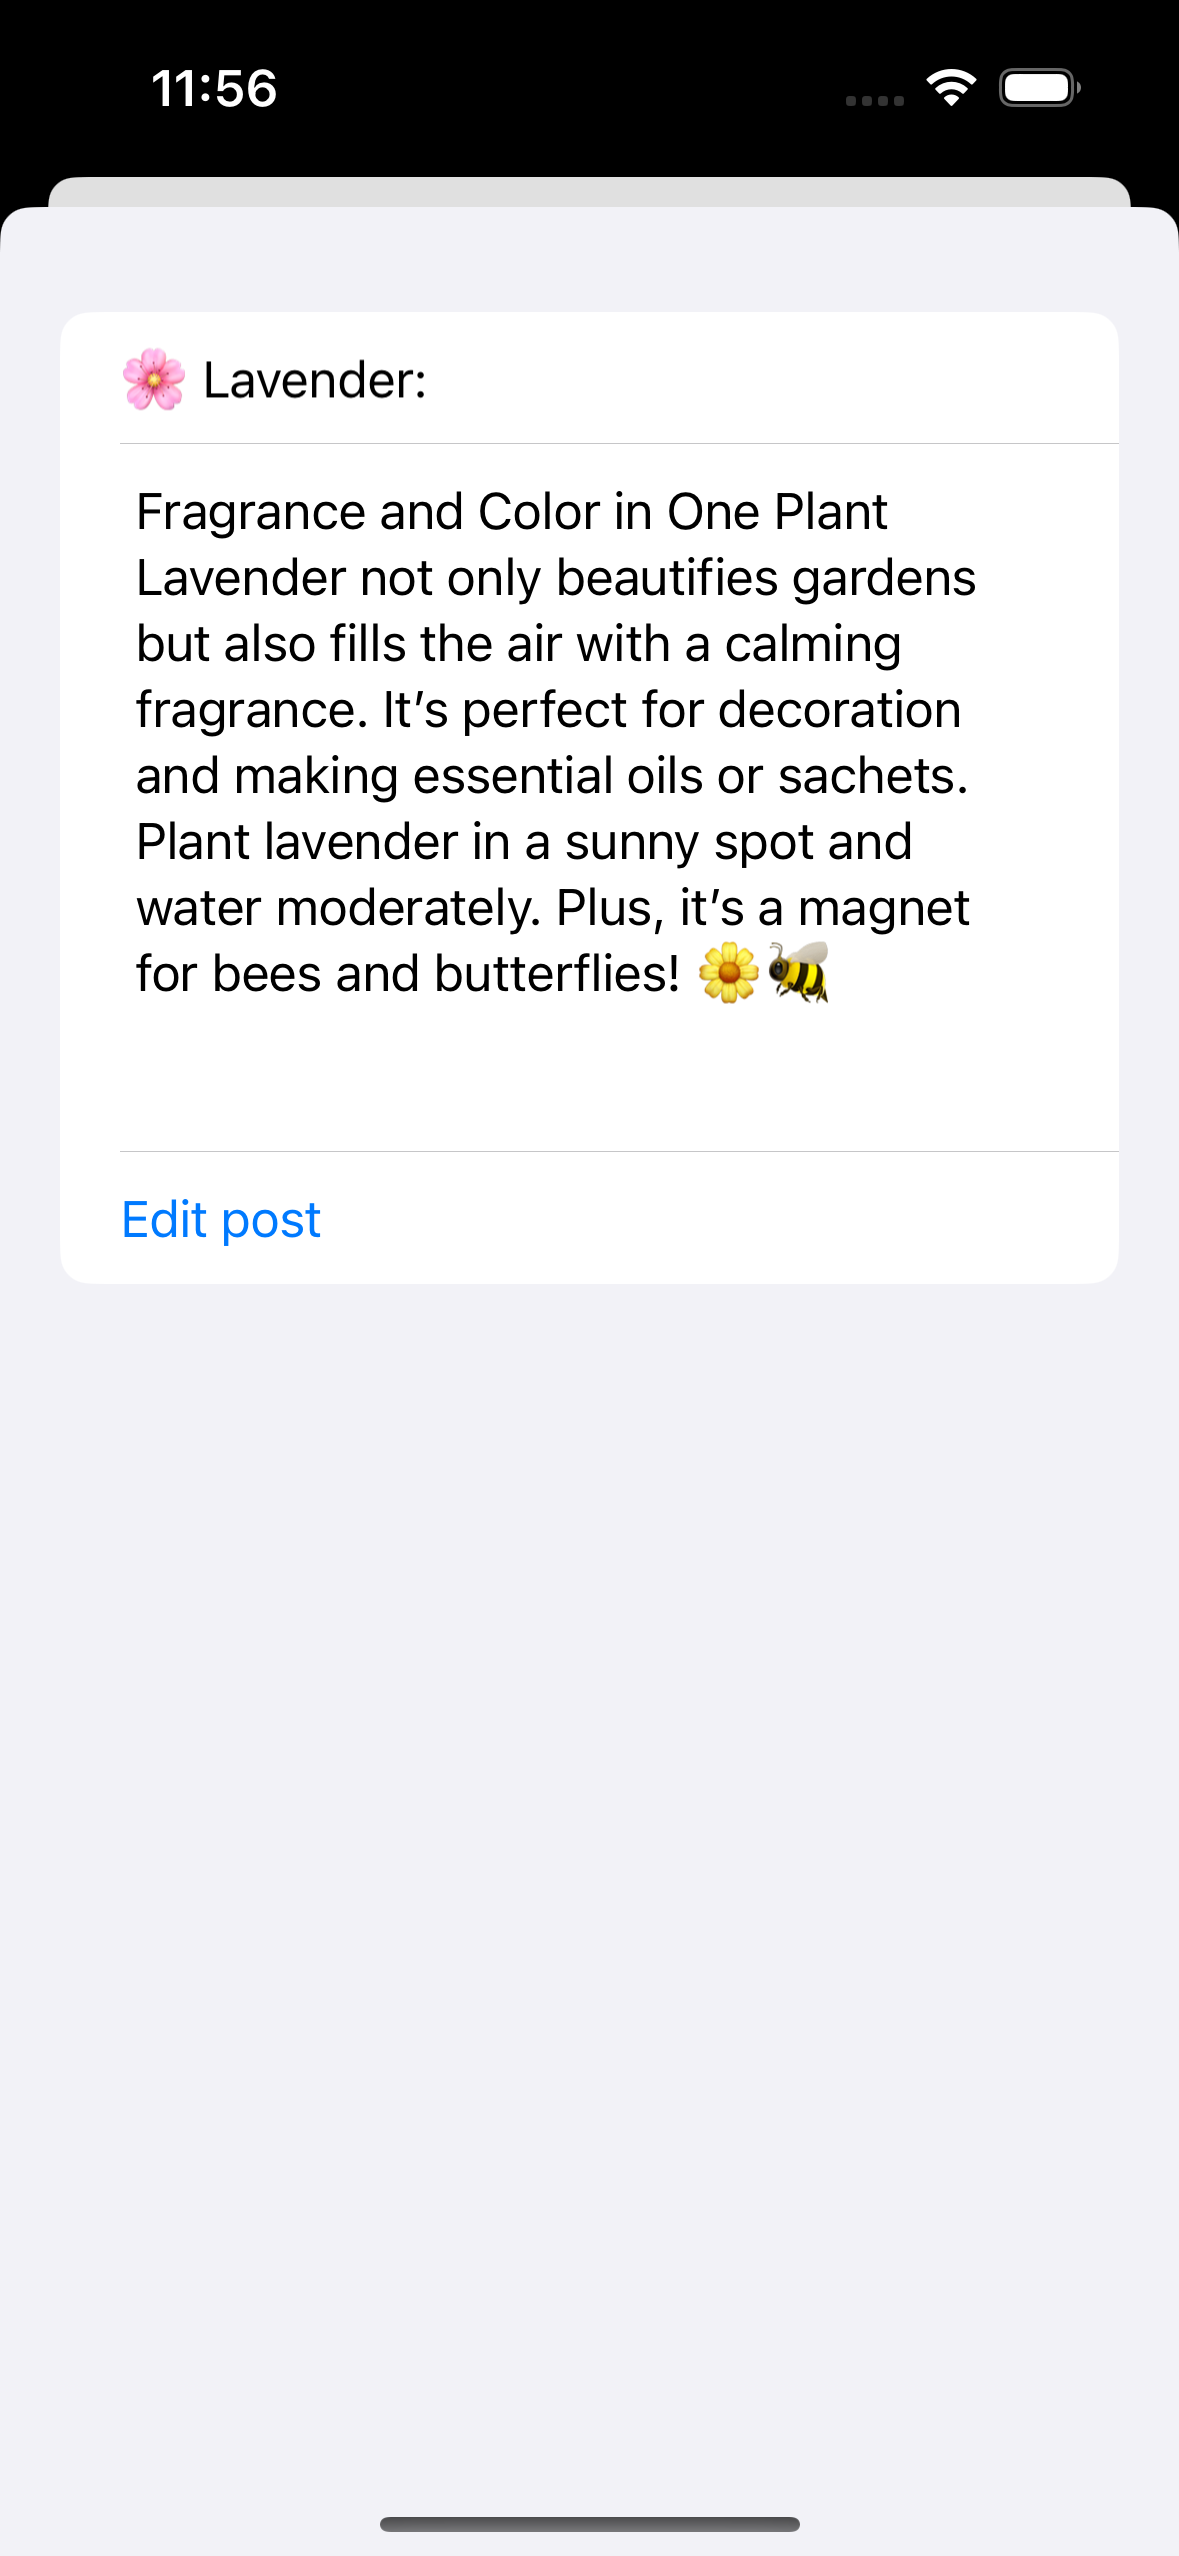 11:56
🌸 Lavender:
Fragrance and Color in One Plant
Lavender not only beautifies gardens
but also fills the air with a calming
fragrance. It’s perfect for decoration
and making essential oils or sachets.
Plant lavender in a sunny spot and
water moderately. Plus, it’s a magnet
for bees and butterflies! 🌼🐝
Edit post